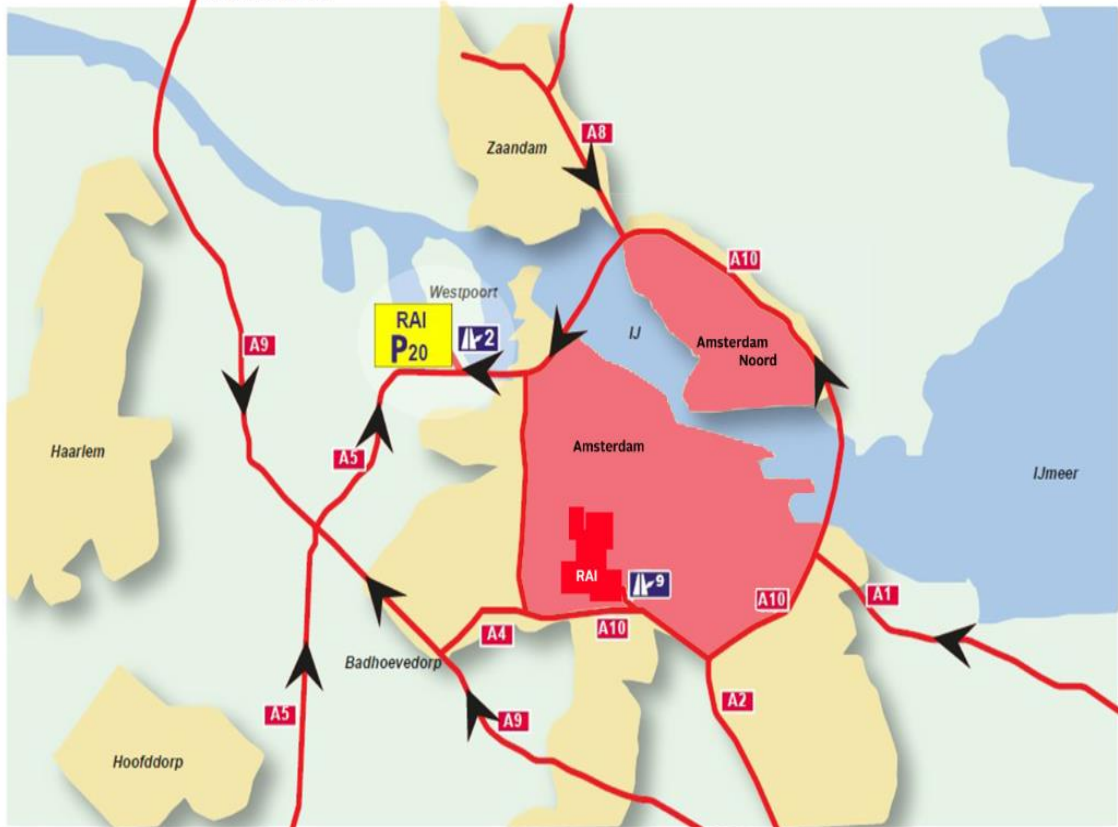 A8
Zaandam
A10
Westpoort
RAI
P20
2
IJ
A9
Amsterdam
Noord
Amsterdam
Haarlem
A5
IJmeer
RAI
9
A10
A1
A4
A10
Badhoevedorp
A2
A5
A9
Hoofddorp